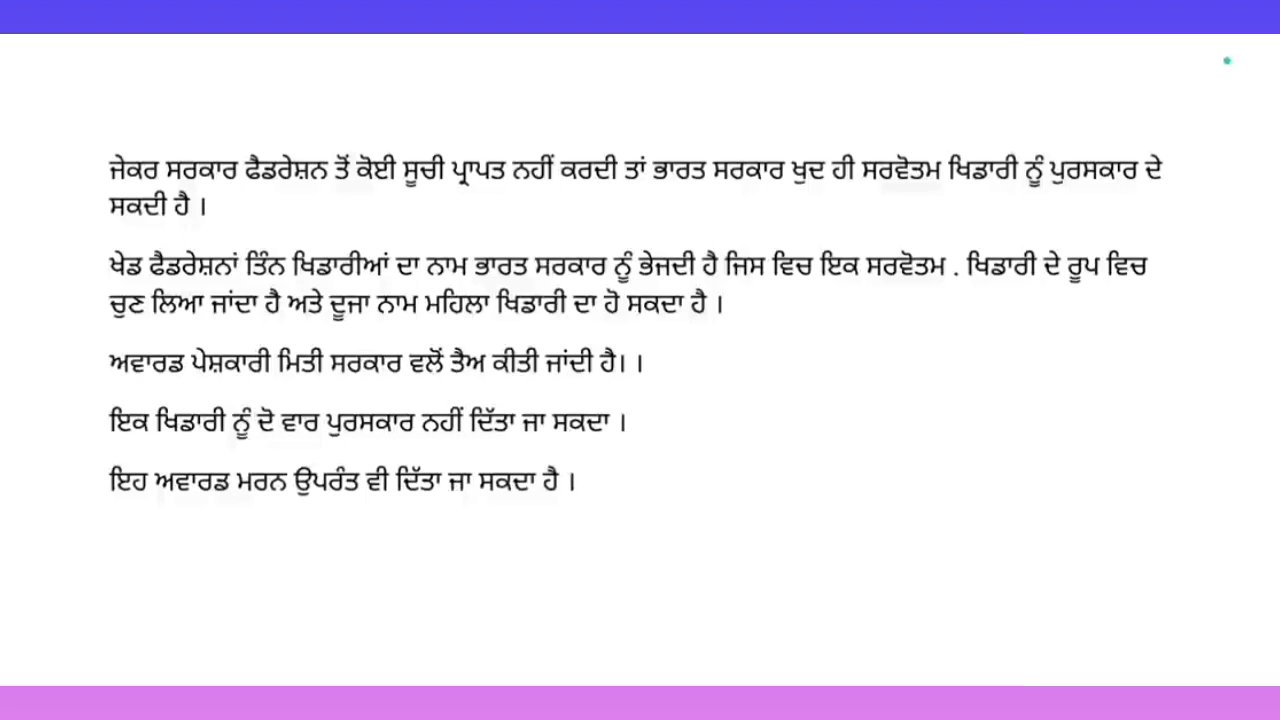 ਜੇਕਰ ਸਰਕਾਰ ਫੈਡਰੇਸ਼ਨ ਤੋਂ ਕੋਈ ਸੂਚੀ ਪ੍ਰਾਪਤ ਨਹੀਂ ਕਰਦੀ ਤਾਂ ਭਾਰਤ ਸਰਕਾਰ ਖੁਦ ਹੀ ਸਰਵੋਤਮ ਖਿਡਾਰੀ ਨੂੰ ਪੁਰਸਕਾਰ ਦੇ
ਸਕਦੀ ਹੈ ।
ਖੇਡ ਫੈਡਰੇਸ਼ਨਾਂ ਤਿੰਨ ਖਿਡਾਰੀਆਂ ਦਾ ਨਾਮ ਭਾਰਤ ਸਰਕਾਰ ਨੂੰ ਭੇਜਦੀ ਹੈ ਜਿਸ ਵਿਚ ਇਕ ਸਰਵੋਤਮ . ਖਿਡਾਰੀ ਦੇ ਰੂਪ ਵਿਚ
ਚੁਣ ਲਿਆ ਜਾਂਦਾ ਹੈ ਅਤੇ ਦੂਜਾ ਨਾਮ ਮਹਿਲਾ ਖਿਡਾਰੀ ਦਾ ਹੋ ਸਕਦਾ ਹੈ ।
ਅਵਾਰਡ ਪੇਸ਼ਕਾਰੀ ਮਿਤੀ ਸਰਕਾਰ ਵਲੋਂ ਤੈਅ ਕੀਤੀ ਜਾਂਦੀ ਹੈ। ।
ਇਕ ਖਿਡਾਰੀ ਨੂੰ ਦੋ ਵਾਰ ਪੁਰਸਕਾਰ ਨਹੀਂ ਦਿੱਤਾ ਜਾ ਸਕਦਾ ।
ਇਹ ਅਵਾਰਡ ਮਰਨ ਉਪਰੰਤ ਵੀ ਦਿੱਤਾ ਜਾ ਸਕਦਾ ਹੈ ।